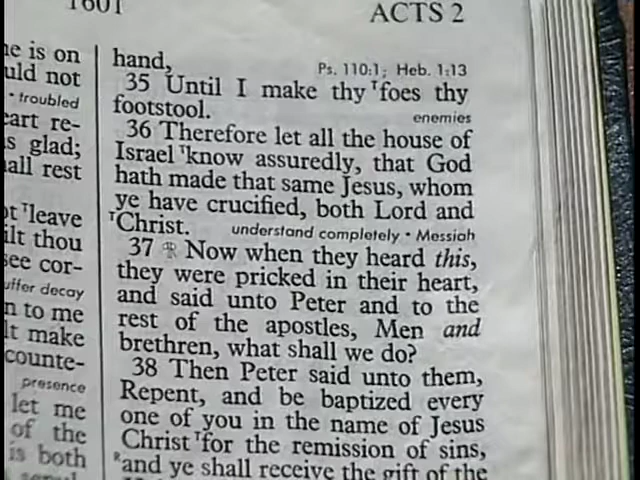 1601
ACTS 2
ne is on
uld not
• troubled
eart re-
s glad;
all rest
ot ᵀleave
ilt thou
see cor-
uffer decay
n to me
lt make
counte-
presence
let me
of the
is both
hand,
Ps. 110:1; Heb. 1:13
35 Until I make thy ᵀfoes thy
footstool.
enemies
36 Therefore let all the house of
Israel ᵀknow assuredly, that God
hath made that same Jesus, whom
ye have crucified, both Lord and
ᵀChrist.
understand completely • Messiah
37 Now when they heard this,
they were pricked in their heart,
and said unto Peter and to the
rest of the apostles, Men and
brethren, what shall we do?
38 Then Peter said unto them,
Repent, and be baptized every
one of you in the name of Jesus
Christ ᵀfor the remission of sins,
ᴿand ye shall receive the gift of the